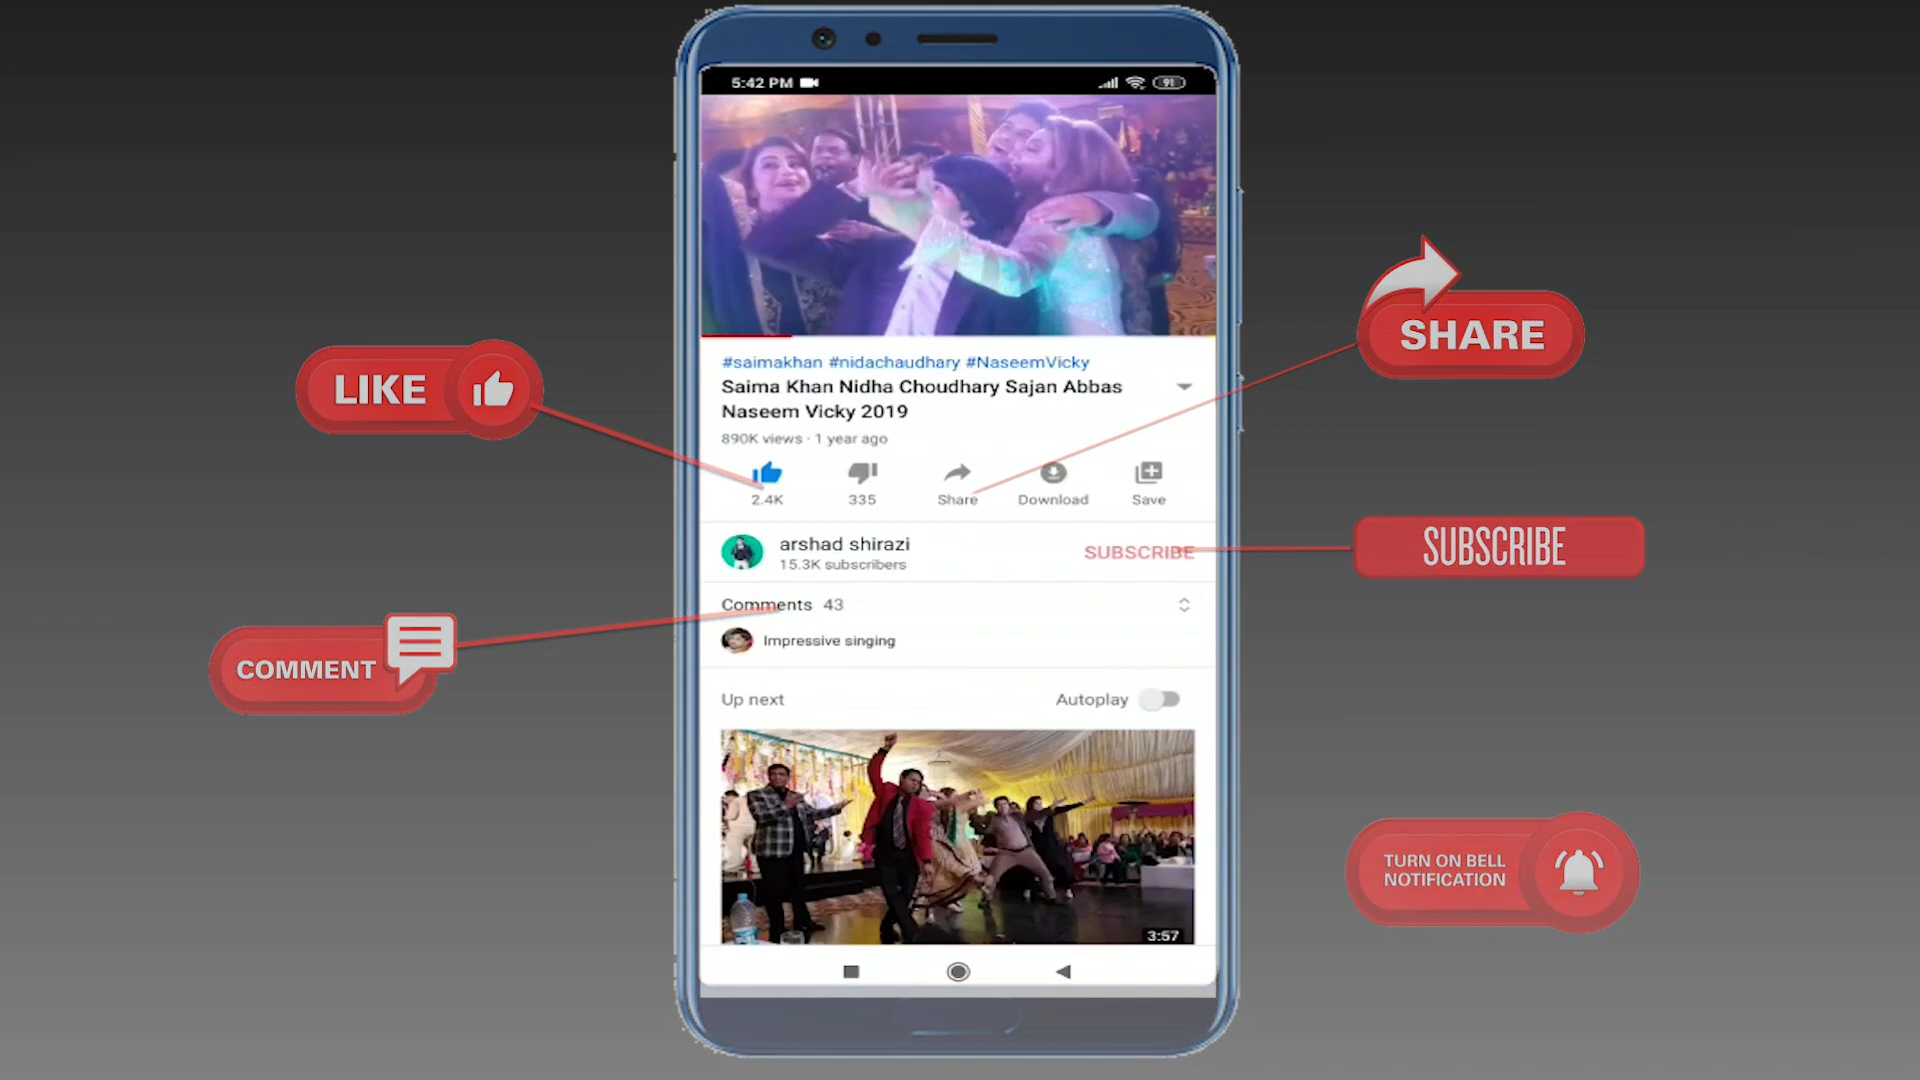 5:42 PM
91
#saimakhan #nidachaudhary #NaseemVicky
Saima Khan Nidha Choudhary Sajan Abbas
Naseem Vicky 2019
890K views · 1 year ago
2.4K
335
Share
Download
Save
arshad shirazi
15.3K subscribers
SUBSCRIBE
Comments 43
Impressive singing
Up next
Autoplay
3:57
LIKE
COMMENT
SHARE
SUBSCRIBE
TURN ON BELL
NOTIFICATION